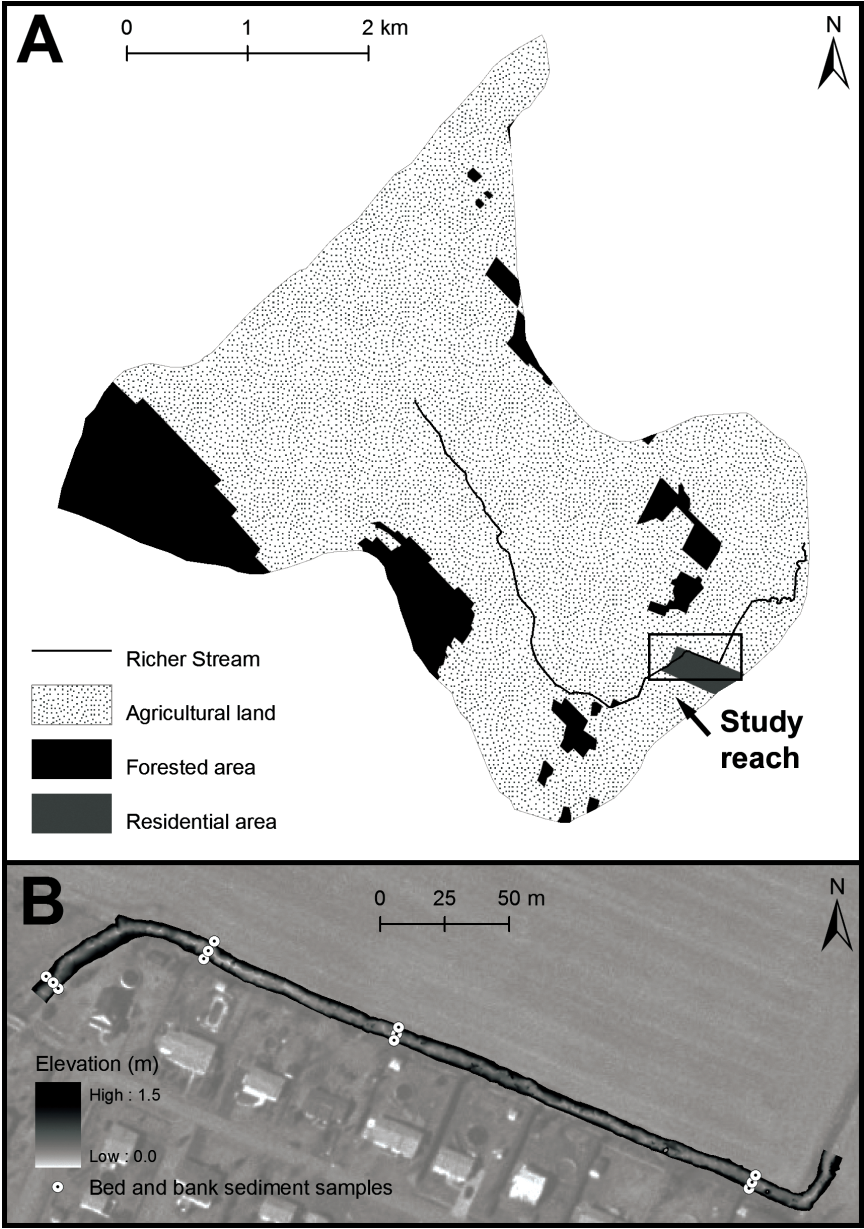 A
0 1 2 km
N
Richer Stream
Agricultural land
Forested area
Residential area
Study
reach
B
0 25 50 m
N
Elevation (m)
High : 1.5
Low : 0.0
Bed and bank sediment samples